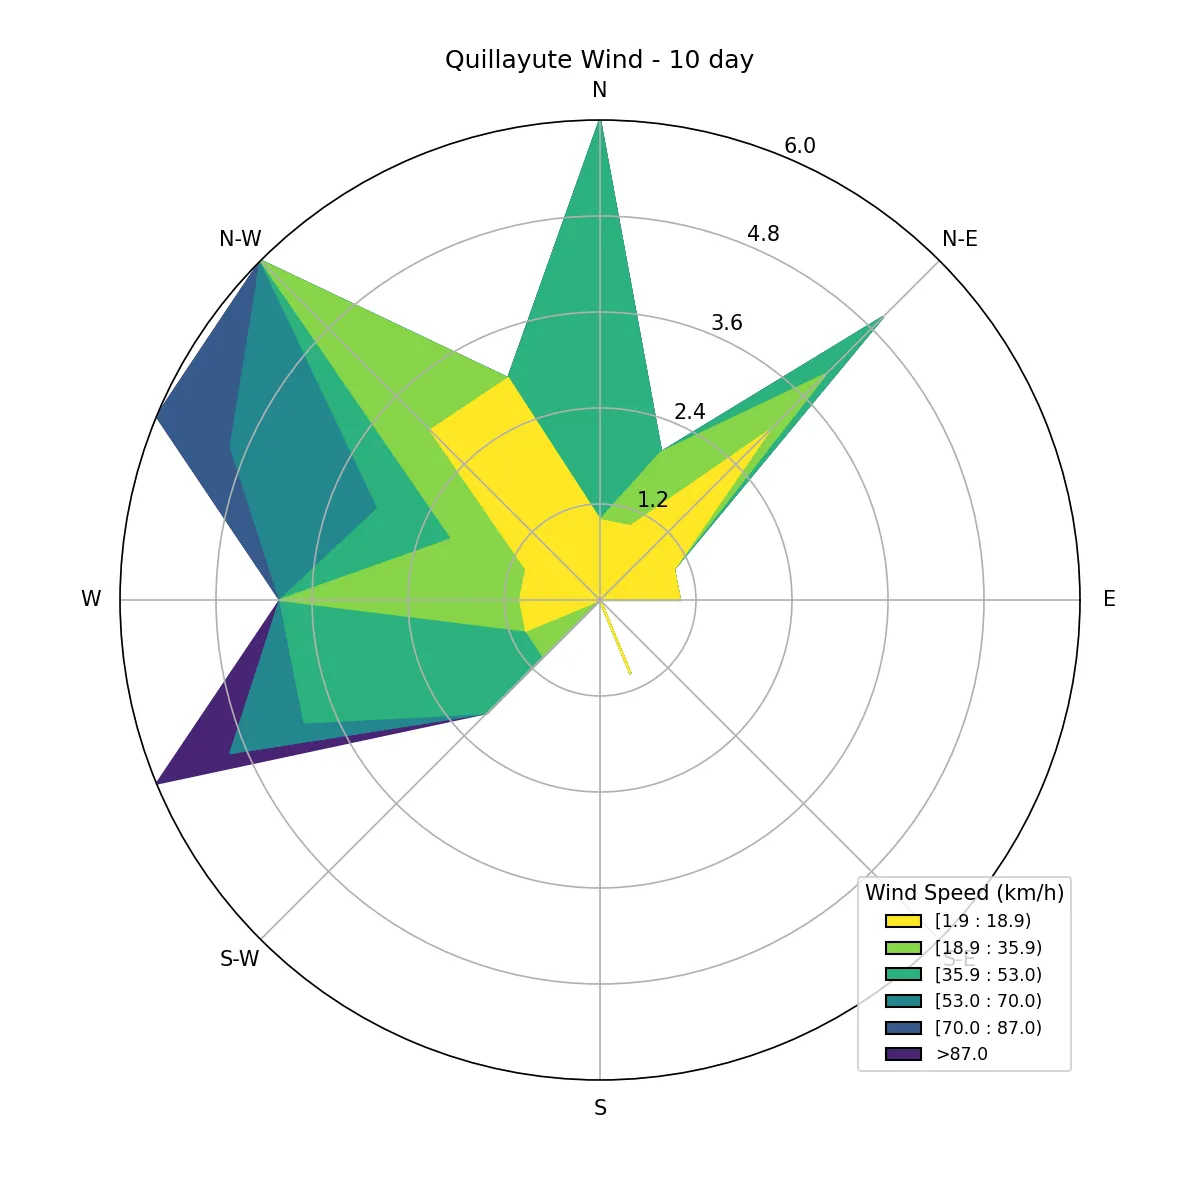 Quillayute Wind - 10 day
N
6.0
N-W
4.8
N-E
3.6
2.4
1.2
W
E
Wind Speed (km/h)
[1.9 : 18.9)
[18.9 : 35.9)
S-W
S-E
[35.9 : 53.0)
[53.0 : 70.0)
[70.0 : 87.0)
>87.0
S